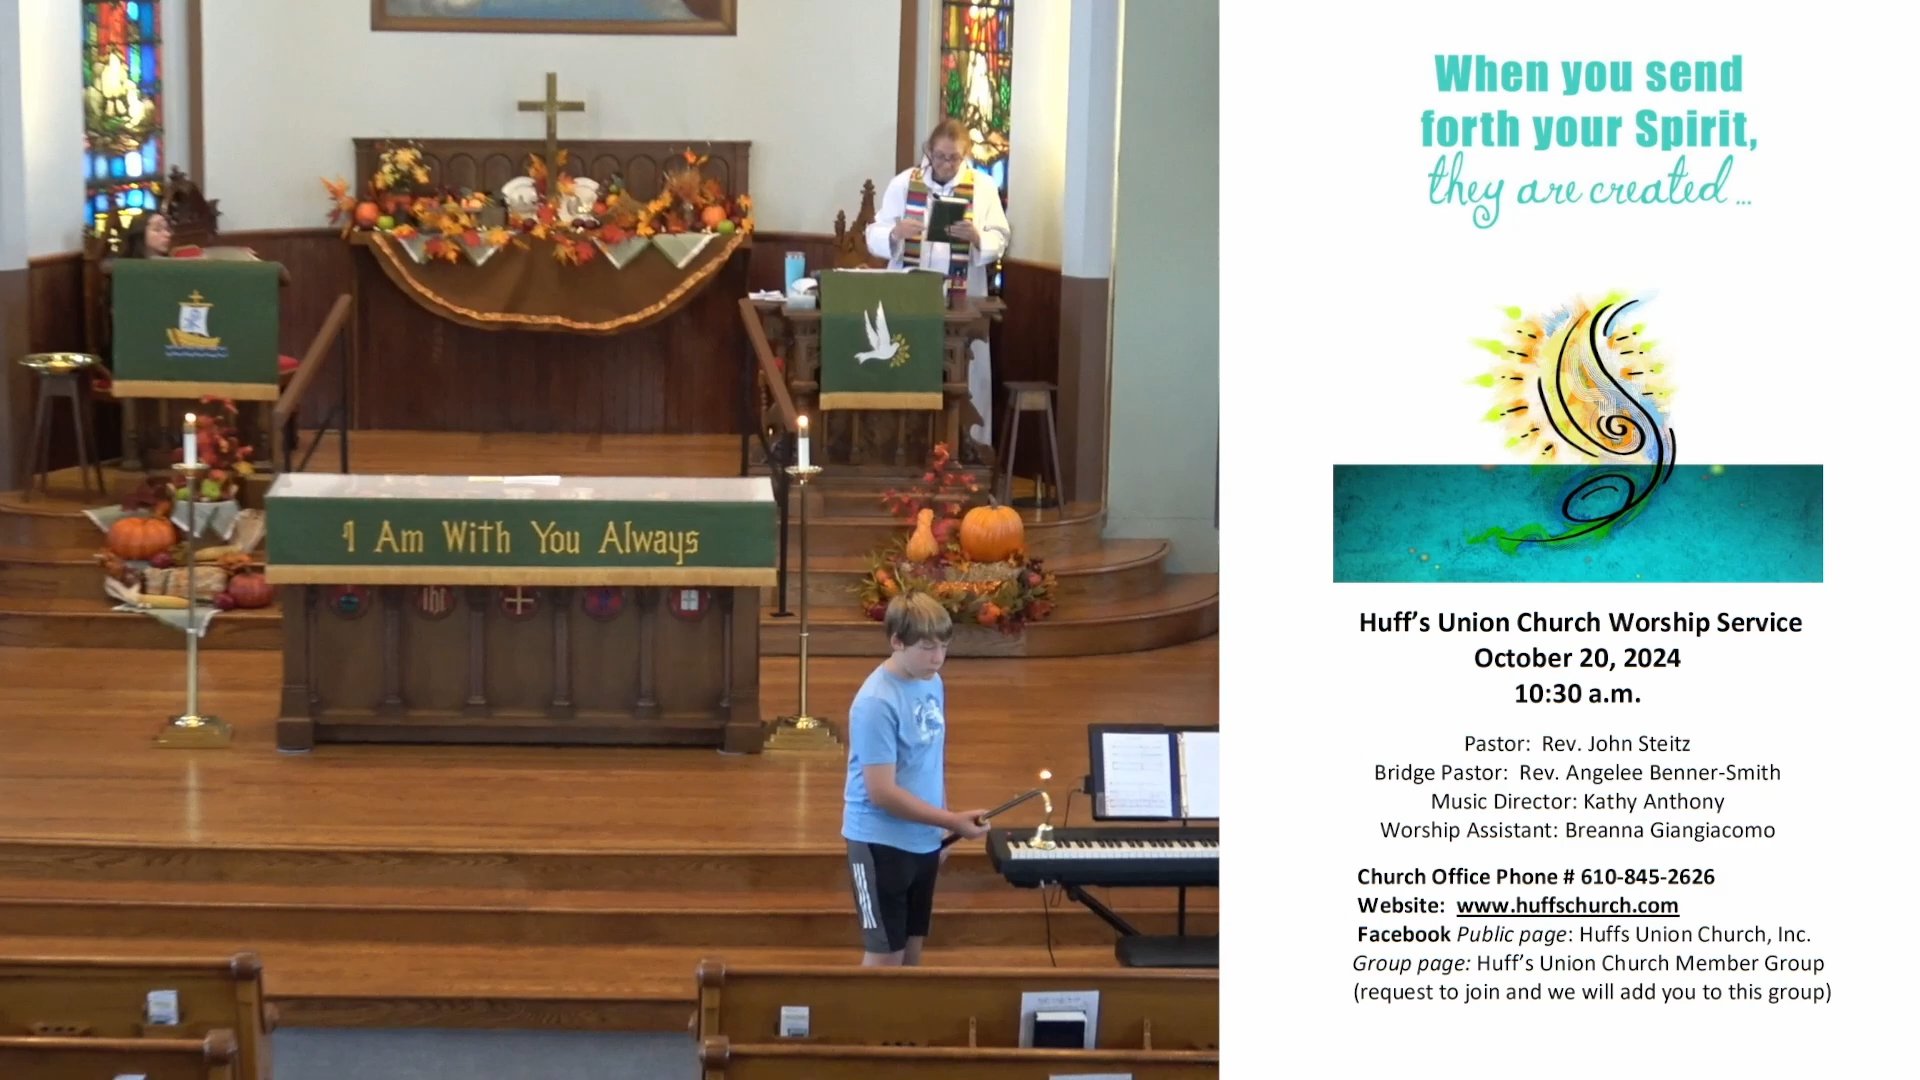 I Am With You Always
IHS
When you send
forth your Spirit,
they are created...
Huff's Union Church Worship Service
October 20, 2024
10:30 a.m.
Pastor: Rev. John Steitz
Bridge Pastor: Rev. Angelee Benner-Smith
Music Director: Kathy Anthony
Worship Assistant: Breanna Giangiacomo
Church Office Phone # 610-845-2626
Website: www.huffschurch.com
Facebook Public page: Huffs Union Church, Inc.
Group page: Huff's Union Church Member Group
(request to join and we will add you to this group)